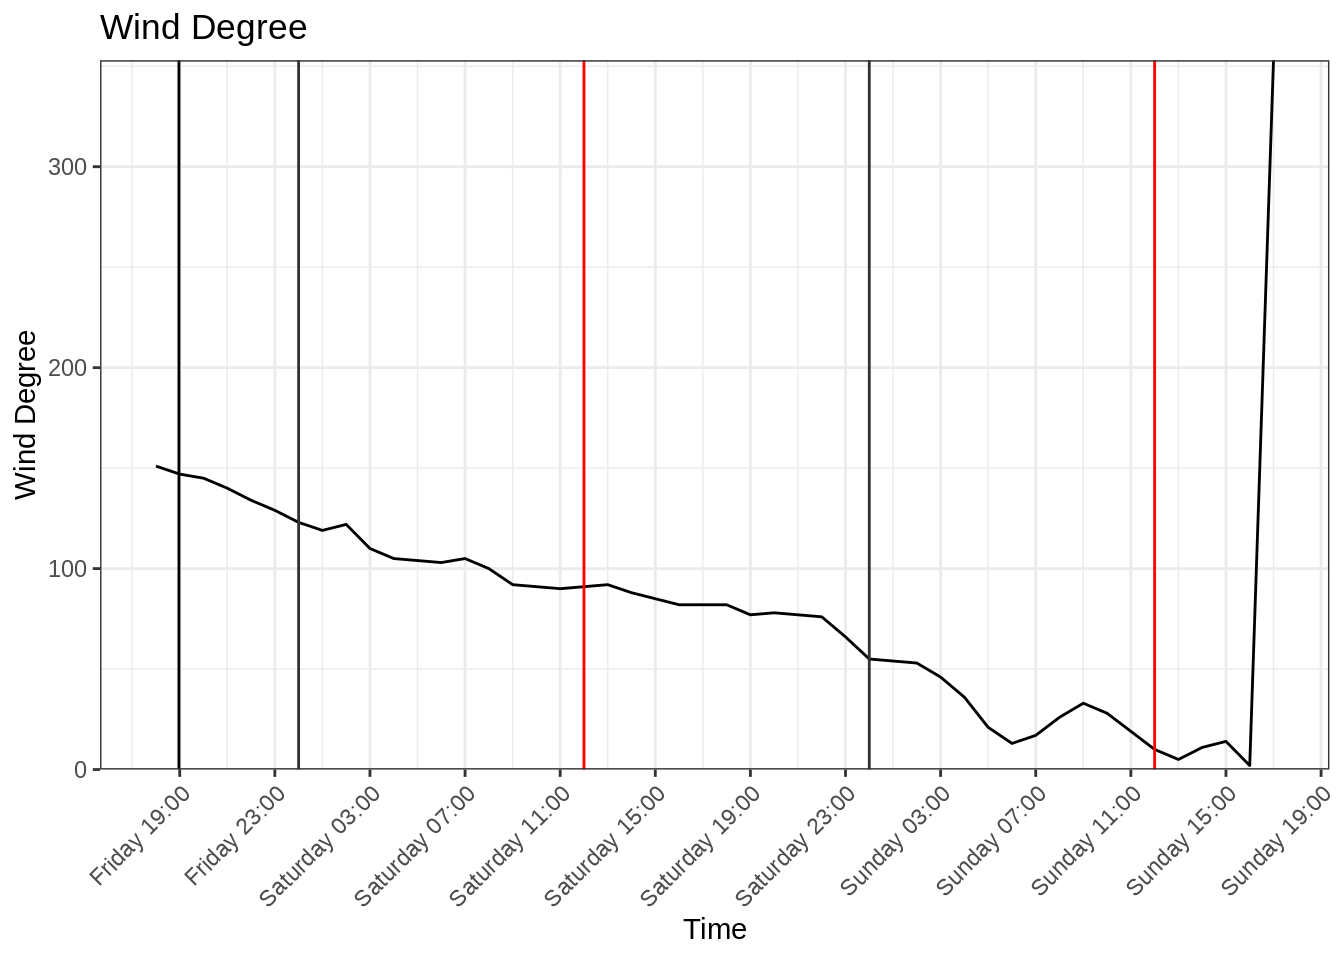 Wind Degree
Wind Degree
300
200
100
0
Friday 19:00
Friday 23:00
Saturday 03:00
Saturday 07:00
Saturday 11:00
Saturday 15:00
Saturday 19:00
Saturday 23:00
Sunday 03:00
Sunday 07:00
Sunday 11:00
Sunday 15:00
Sunday 19:00
Time